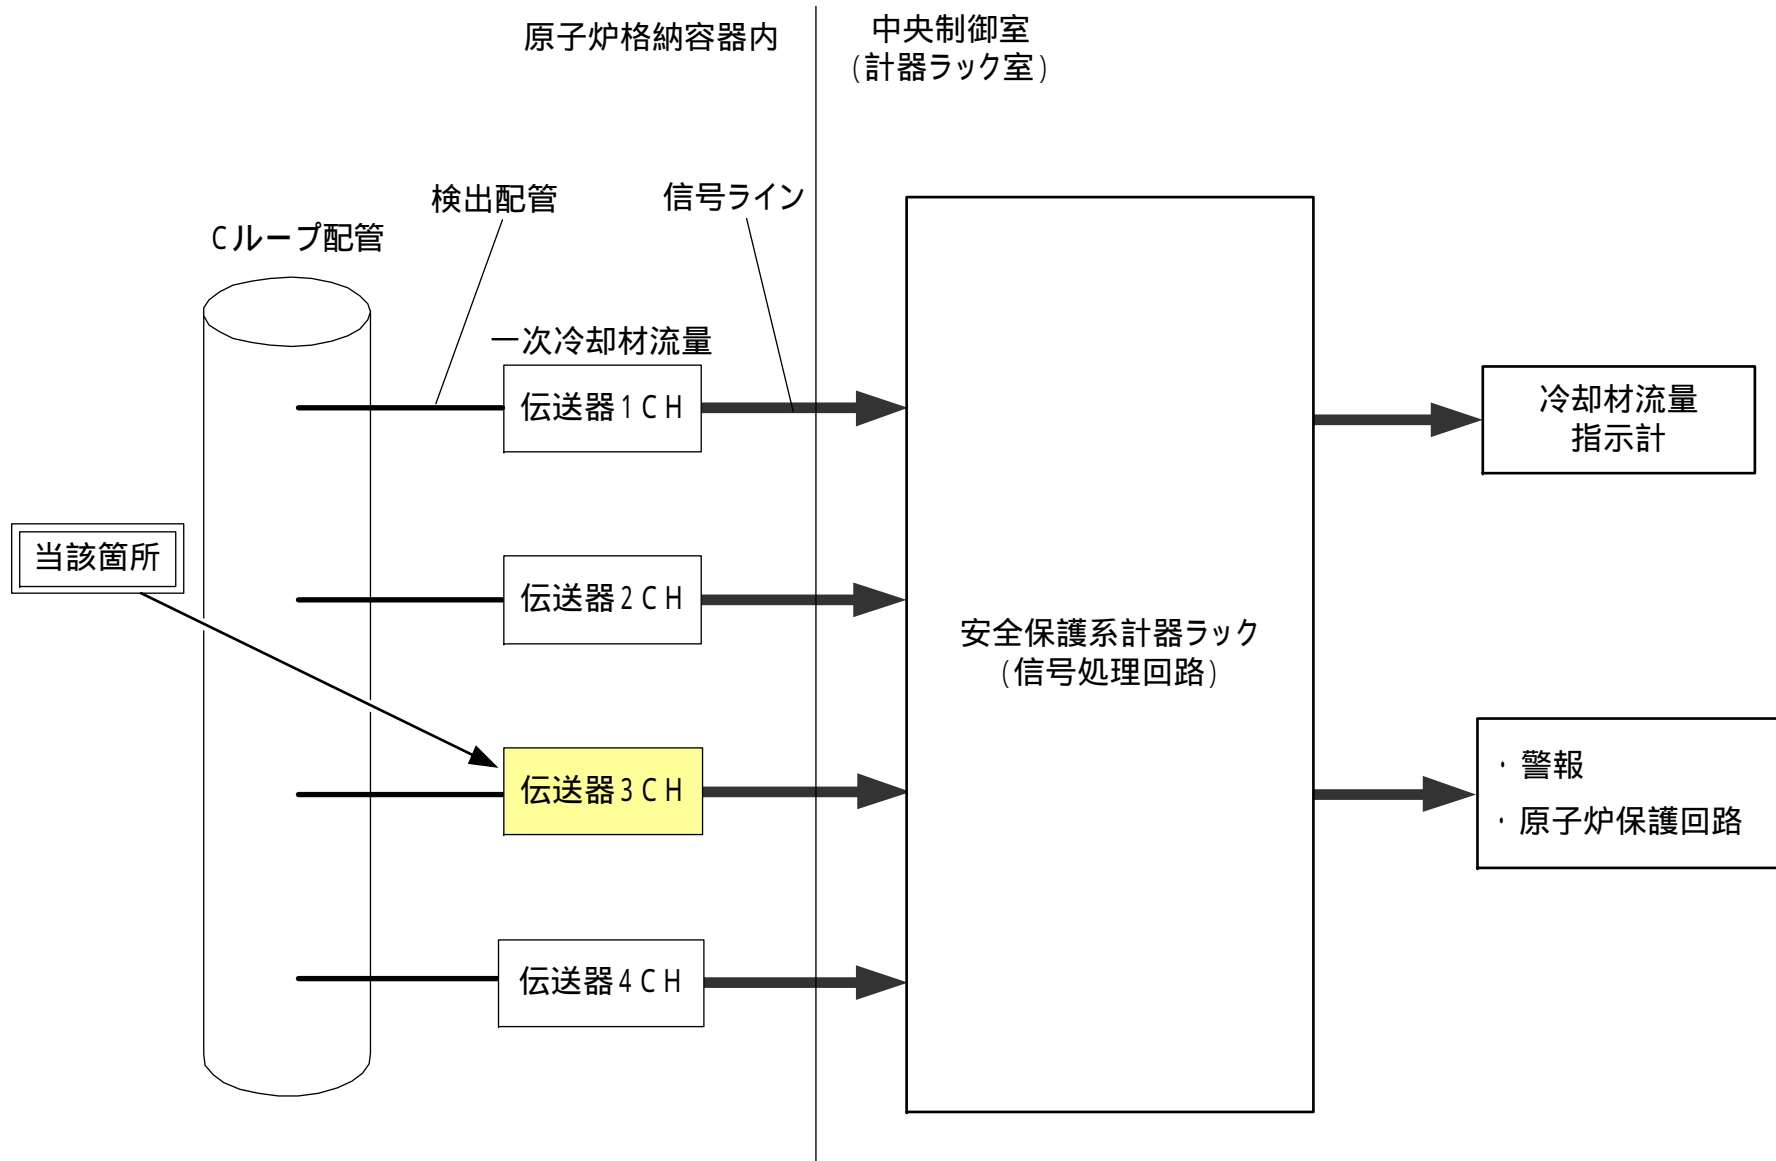 原子炉格納容器内
中央制御室
(計器ラック室)
検出配管
信号ライン
Cループ配管
一次冷却材流量
伝送器1CH
冷却材流量
指示計
当該箇所
伝送器2CH
安全保護系計器ラック
(信号処理回路)
伝送器3CH
・警報
・原子炉保護回路
伝送器4CH